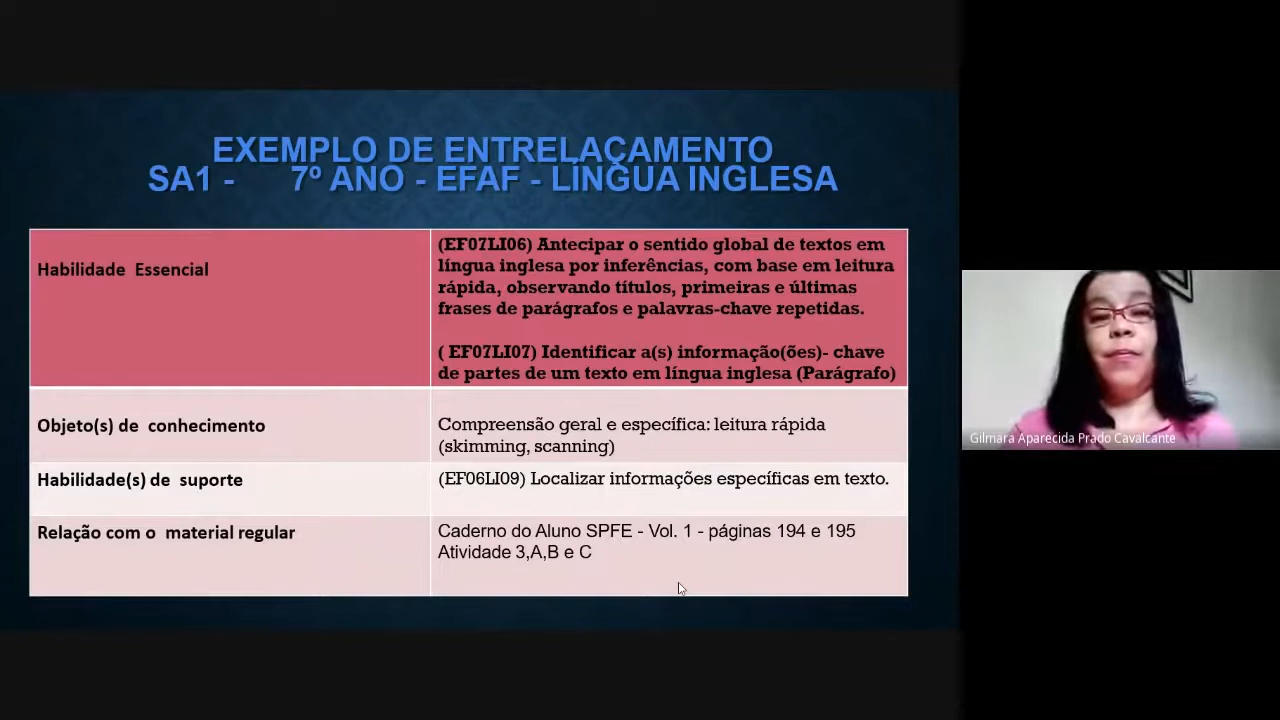 EXEMPLO DE ENTRELAÇAMENTO
SA1 - 7º ANO - EFAF - LÍNGUA INGLESA
Habilidade Essencial
(EF07LI06) Antecipar o sentido global de textos em
língua inglesa por inferências, com base em leitura
rápida, observando títulos, primeiras e últimas
frases de parágrafos e palavras-chave repetidas.
( EF07LI07) Identificar a(s) informação(ões)- chave
de partes de um texto em língua inglesa (Parágrafo)
Objeto(s) de conhecimento
Compreensão geral e específica: leitura rápida
(skimming, scanning)
Habilidade(s) de suporte
(EF06LI09) Localizar informações específicas em texto.
Relação com o material regular
Caderno do Aluno SPFE - Vol. 1 - páginas 194 e 195
Atividade 3,A,B e C
Gilmara Aparecida Prado Cavalcante